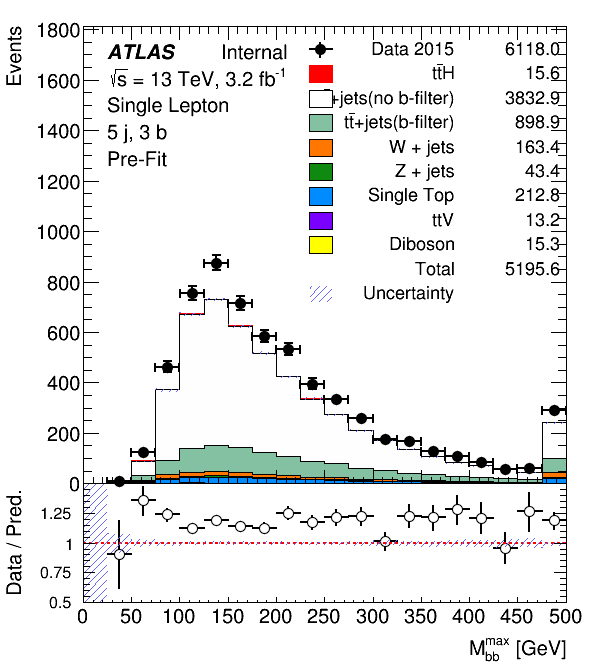 Events
1800
1600
1400
1200
1000
800
600
400
200
0
ATLAS Internal
√s = 13 TeV, 3.2 fb⁻¹
Single Lepton
5 j, 3 b
Pre-Fit
Data 2015 6118.0
tt̄H 15.6
+jets(no b-filter) 3832.9
tt̄+jets(b-filter) 898.9
W + jets 163.4
Z + jets 43.4
Single Top 212.8
ttV 13.2
Diboson 15.3
Total 5195.6
Uncertainty
Data / Pred.
1.25
1
0.75
0.5
0 50 100 150 200 250 300 350 400 450 500
M_bb^max [GeV]